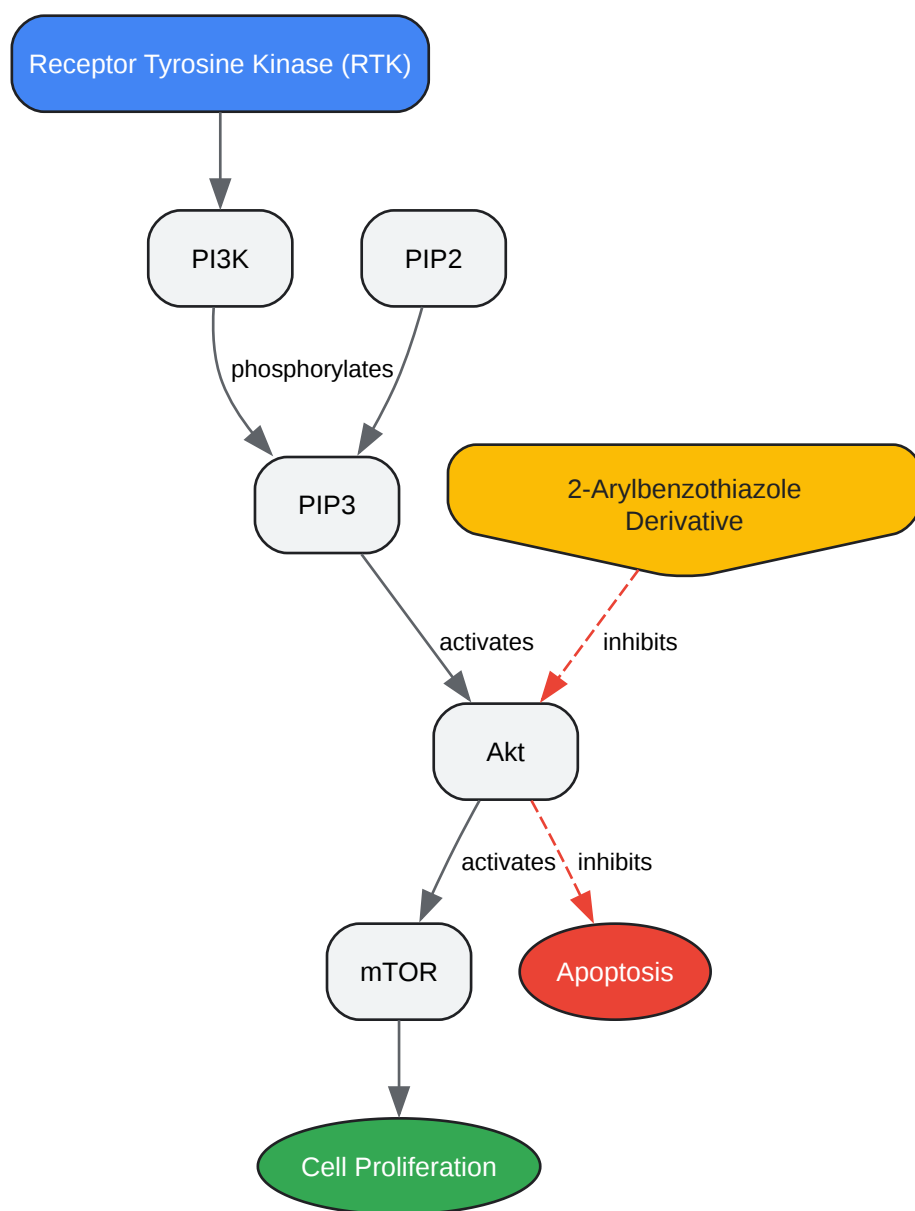 Receptor Tyrosine Kinase (RTK)
PI3K
PIP2
phosphorylates
PIP3
2-Arylbenzothiazole
Derivative
activates
inhibits
Akt
activates
inhibits
mTOR
Apoptosis
Cell Proliferation